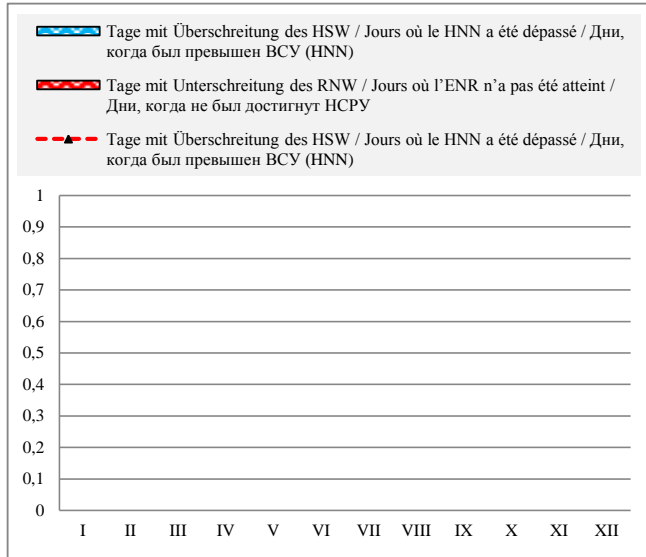 Tage mit Überschreitung des HSW / Jours où le HNN a été dépassé / Дни,
когда был превышен ВСУ (HNN)
Tage mit Unterschreitung des RNW / Jours où l’ENR n’a pas été atteint /
Дни, когда не был достигнут НСРУ
Tage mit Überschreitung des HSW / Jours où le HNN a été dépassé / Дни,
когда был превышен ВСУ (HNN)
1
0,9
0,8
0,7
0,6
0,5
0,4
0,3
0,2
0,1
0
I II III IV V VI VII VIII IX X XI XII